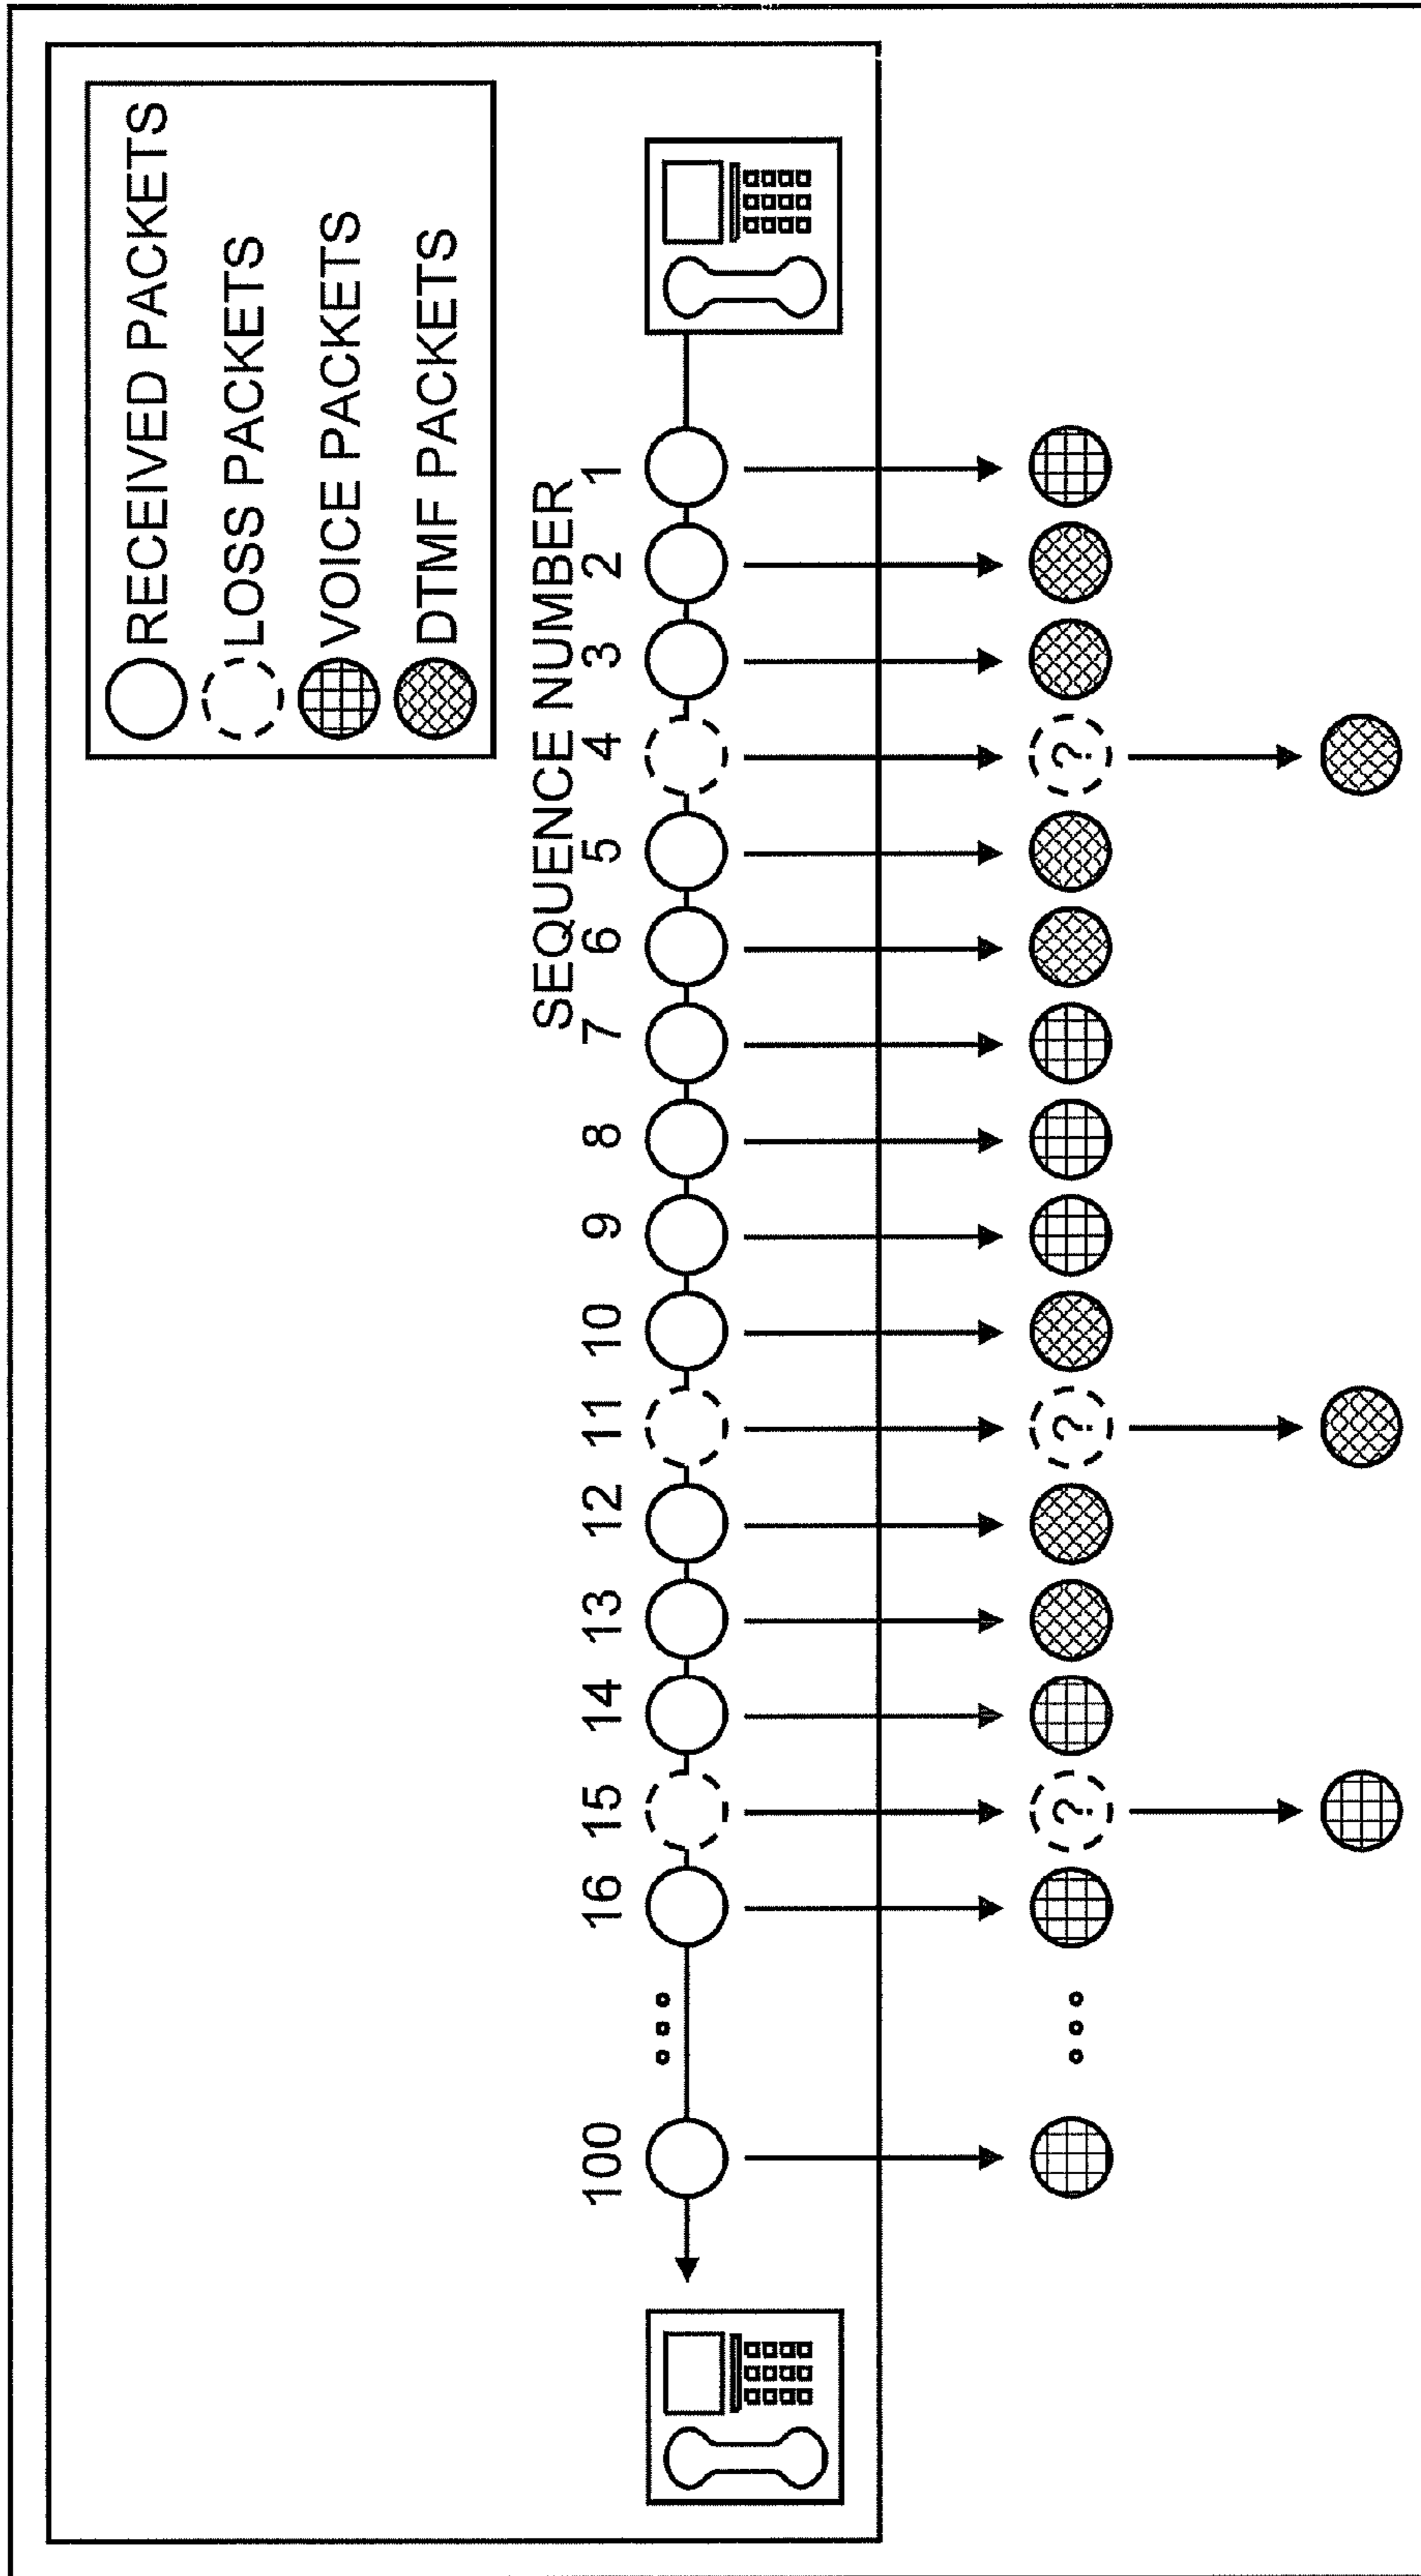 RECEIVED PACKETS
LOSS PACKETS
VOICE PACKETS
DTMF PACKETS
SEQUENCE NUMBER
100 ... 16 15 14 13 12 11 10 9 8 7 6 5 4 3 2 1
? ? ?